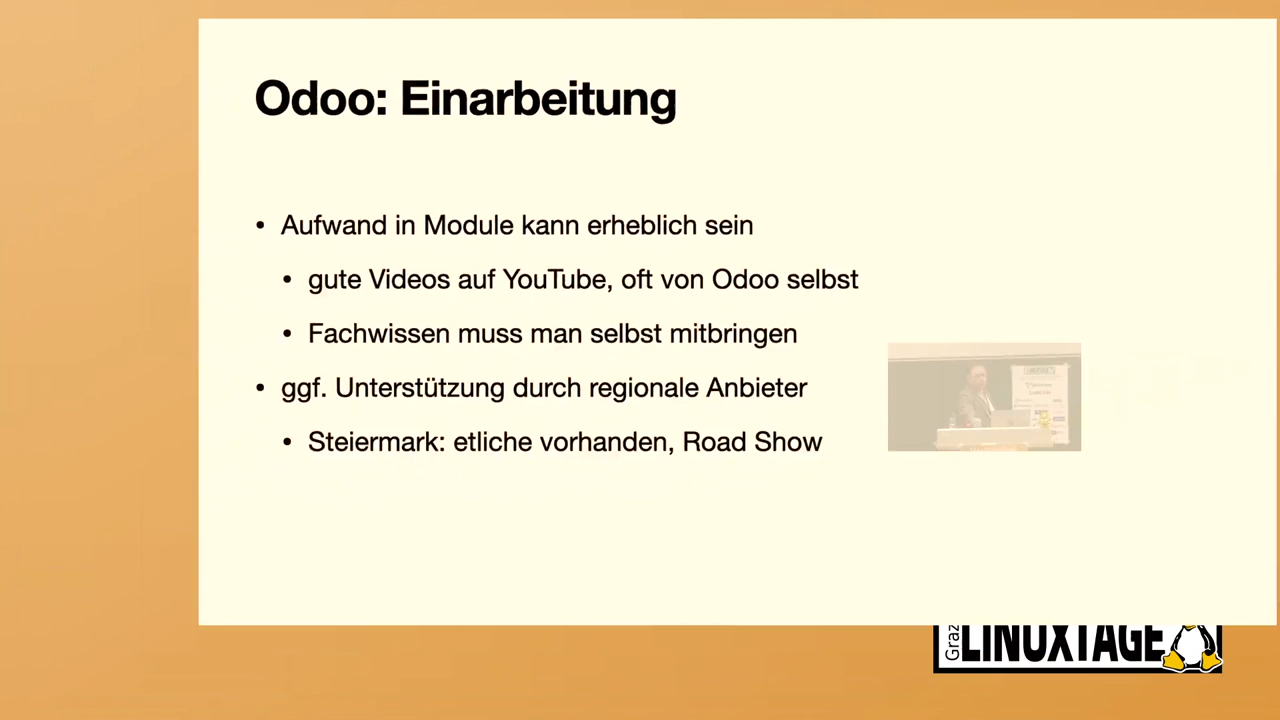 Odoo: Einarbeitung
• Aufwand in Module kann erheblich sein
• gute Videos auf YouTube, oft von Odoo selbst
• Fachwissen muss man selbst mitbringen
• ggf. Unterstützung durch regionale Anbieter
• Steiermark: etliche vorhanden, Road Show
Graz
LINUXTAGE